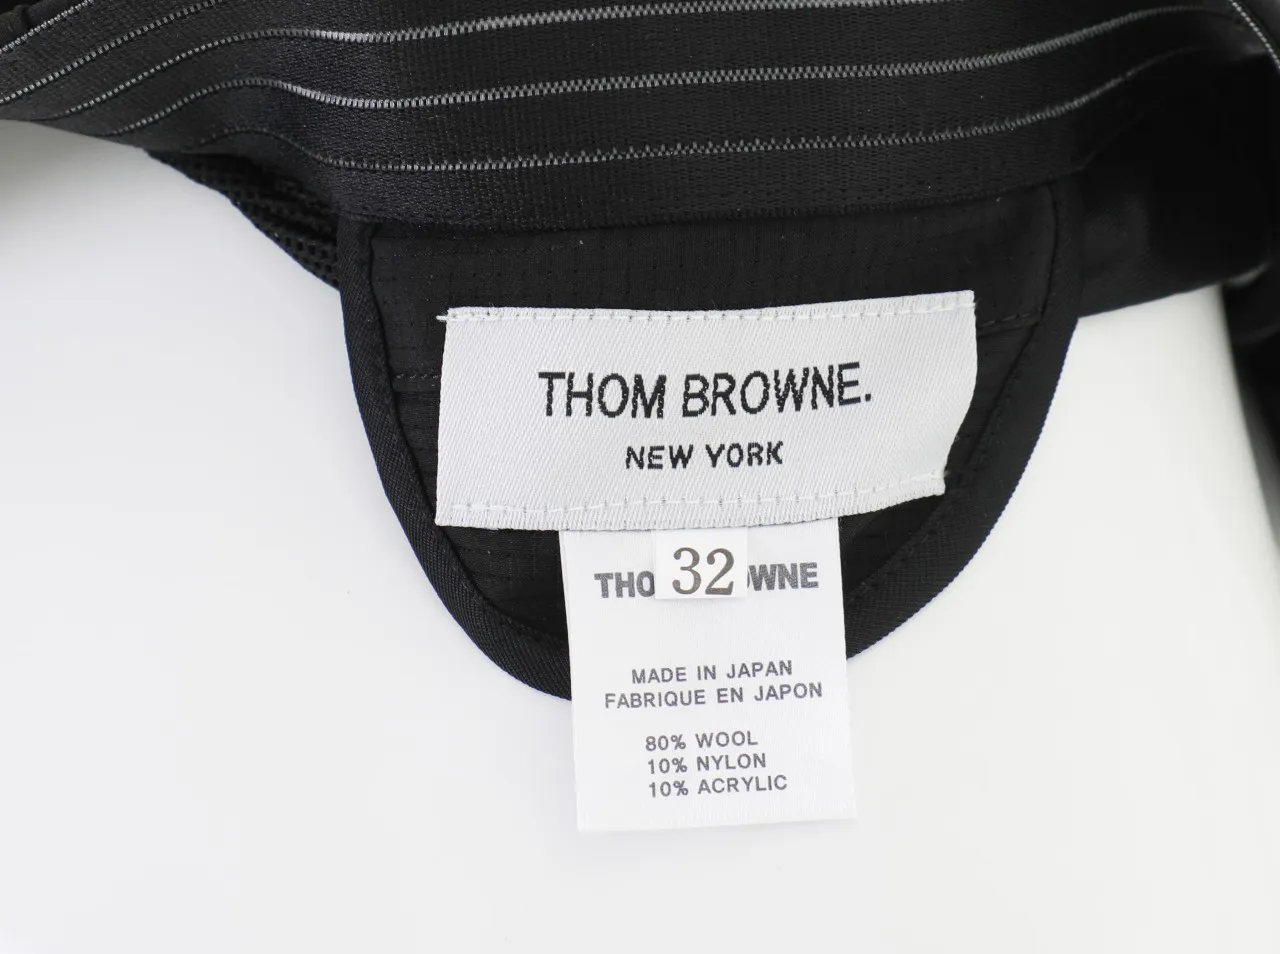 THOM BROWNE.
NEW YORK
32
THO WNE
MADE IN JAPAN
FABRIQUE EN JAPON
80% WOOL
10% NYLON
10% ACRYLIC